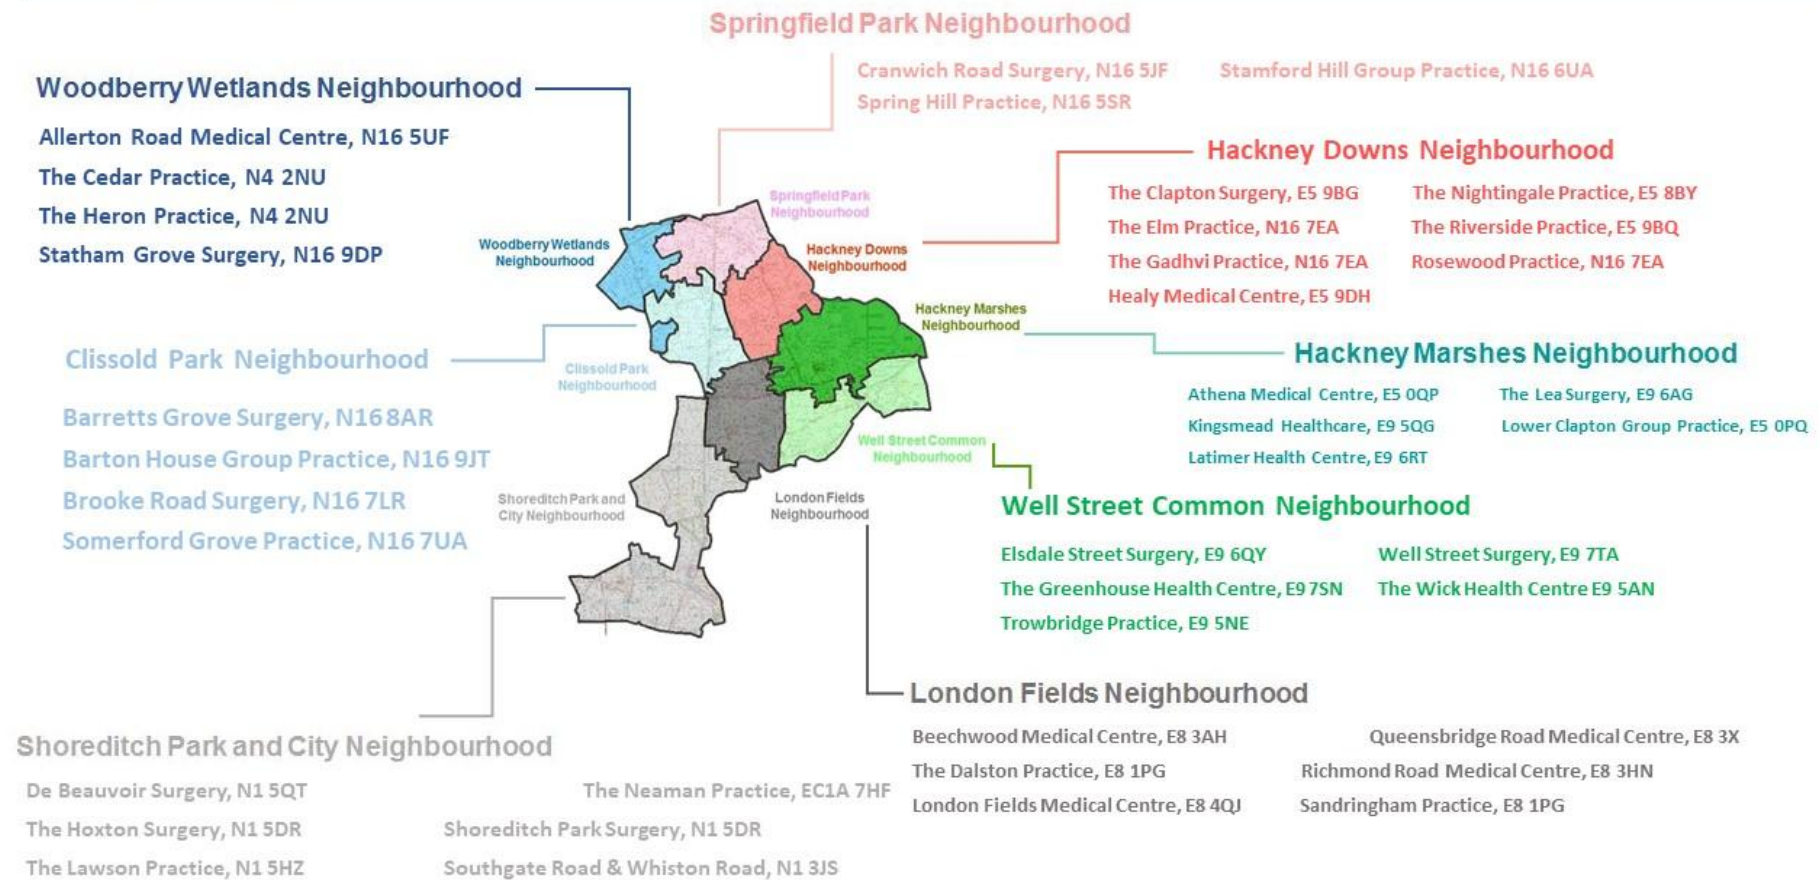 Springfield Park Neighbourhood
Cranwich Road Surgery, N16 5JF
Stamford Hill Group Practice, N16 6UA
Spring Hill Practice, N16 5SR
Woodberry Wetlands Neighbourhood
Allerton Road Medical Centre, N16 5UF
The Cedar Practice, N4 2NU
The Heron Practice, N4 2NU
Statham Grove Surgery, N16 9DP
Hackney Downs Neighbourhood
The Clapton Surgery, E5 9BG
The Nightingale Practice, E5 8BY
The Elm Practice, N16 7EA
The Riverside Practice, E5 9BQ
The Gadhvi Practice, N16 7EA
Rosewood Practice, N16 7EA
Healy Medical Centre, E5 9DH
Springfield Park
Neighbourhood
Woodberry Wetlands
Neighbourhood
Hackney Downs
Neighbourhood
Hackney Marshes
Neighbourhood
Clissold Park
Neighbourhood
Well Street Common
Neighbourhood
Shoreditch Park and
City Neighbourhood
London Fields
Neighbourhood
Clissold Park Neighbourhood
Barretts Grove Surgery, N16 8AR
Barton House Group Practice, N16 9JT
Brooke Road Surgery, N16 7LR
Somerford Grove Practice, N16 7UA
Hackney Marshes Neighbourhood
Athena Medical Centre, E5 0QP
The Lea Surgery, E9 6AG
Kingsmead Healthcare, E9 5QG
Lower Clapton Group Practice, E5 0PQ
Latimer Health Centre, E9 6RT
Well Street Common Neighbourhood
Elsdale Street Surgery, E9 6QY
Well Street Surgery, E9 7TA
The Greenhouse Health Centre, E9 7SN
The Wick Health Centre E9 5AN
Trowbridge Practice, E9 5NE
London Fields Neighbourhood
Beechwood Medical Centre, E8 3AH
Queensbridge Road Medical Centre, E8 3X
The Dalston Practice, E8 1PG
Richmond Road Medical Centre, E8 3HN
London Fields Medical Centre, E8 4QJ
Sandringham Practice, E8 1PG
Shoreditch Park and City Neighbourhood
De Beauvoir Surgery, N1 5QT
The Neaman Practice, EC1A 7HF
The Hoxton Surgery, N1 5DR
Shoreditch Park Surgery, N1 5DR
The Lawson Practice, N1 5HZ
Southgate Road & Whiston Road, N1 3JS